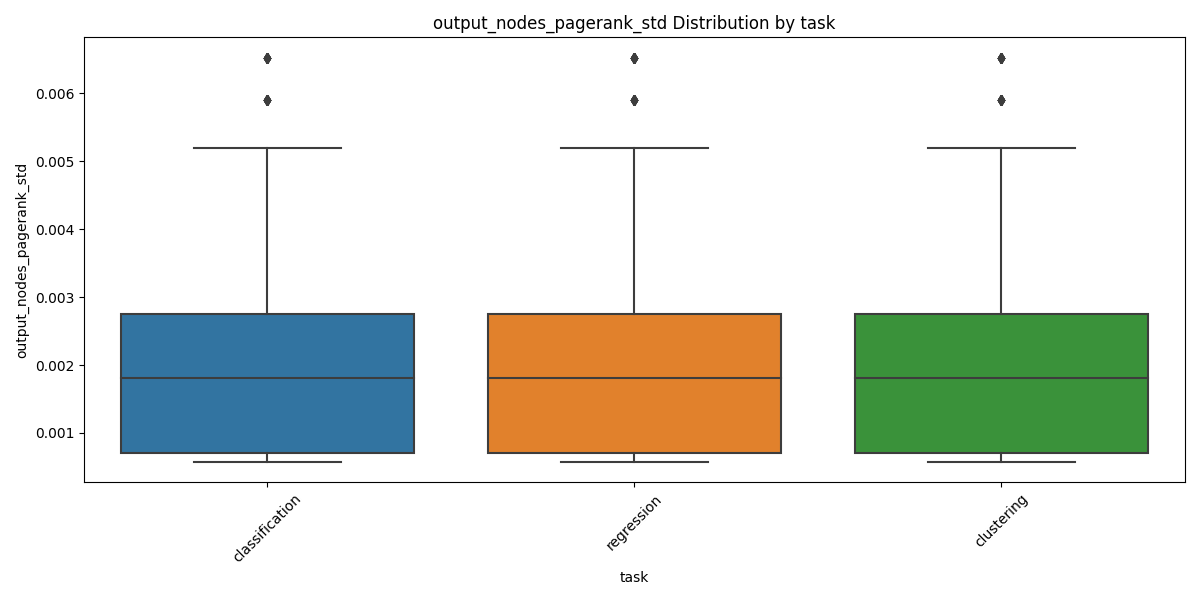 output_nodes_pagerank_std Distribution by task
output_nodes_pagerank_std
0.006
0.005
0.004
0.003
0.002
0.001
classification
regression
clustering
task